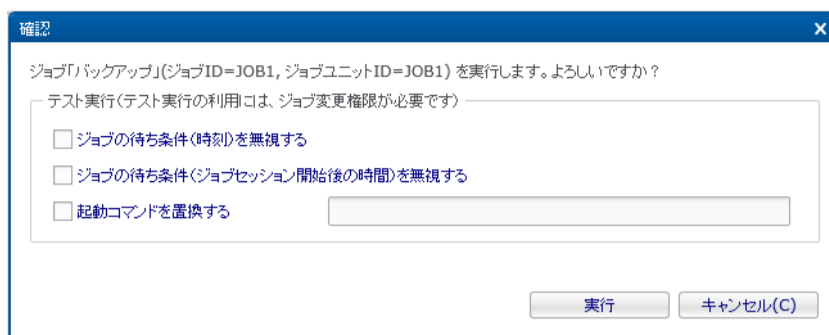 確認
ジョブ「バックアップ」(ジョブID=JOB1, ジョブユニットID=JOB1) を実行します。よろしいですか？
テスト実行(テスト実行の利用には、ジョブ変更権限が必要です)
ジョブの待ち条件(時刻)を無視する
ジョブの待ち条件(ジョブセッション開始後の時間)を無視する
起動コマンドを置換する
実行 キャンセル(C)